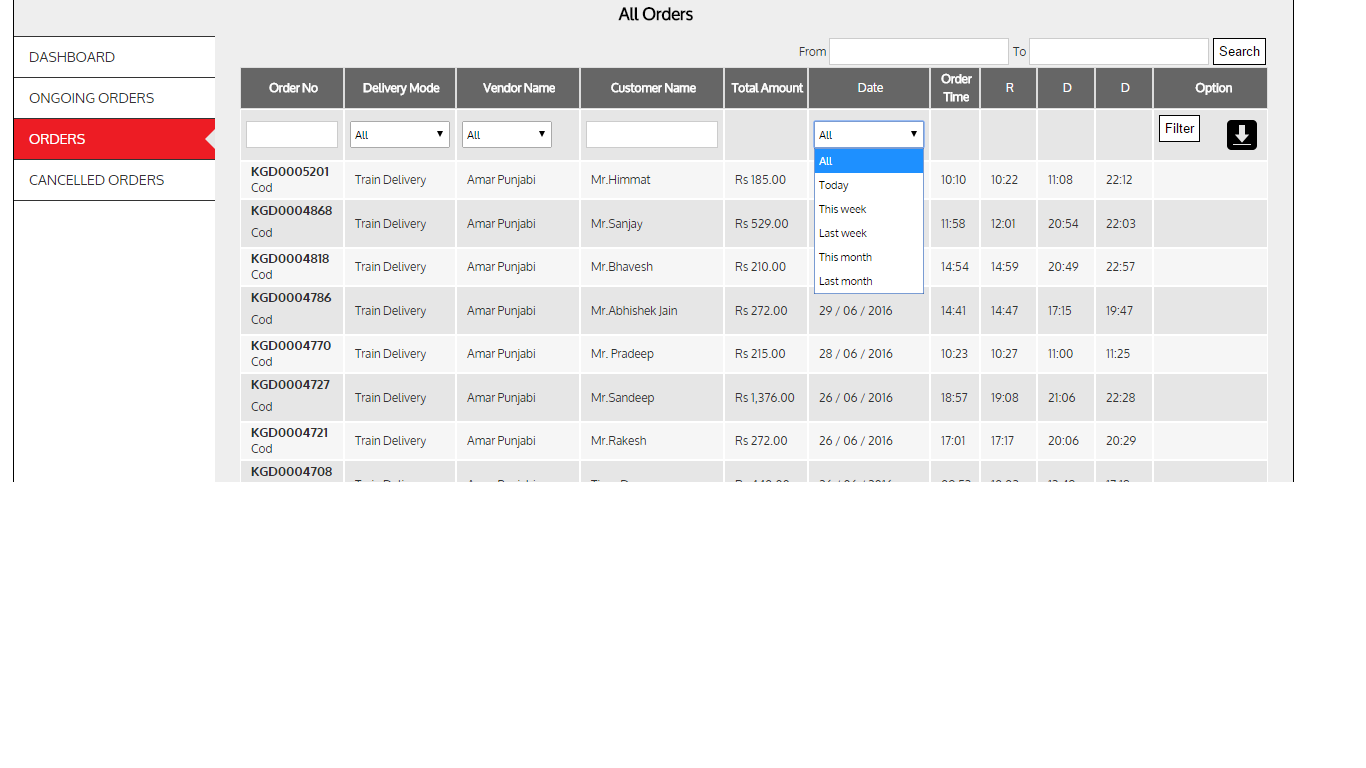 All Orders
DASHBOARD
ONGOING ORDERS
ORDERS
CANCELLED ORDERS
From To Search
Order No Delivery Mode Vendor Name Customer Name Total Amount Date Order Time R D D Option
All All All Filter
All
Today
This week
Last week
This month
Last month
KGD0005201 Train Delivery Amar Punjabi Mr.Himmat Rs 185.00 10:10 10:22 11:08 22:12
Cod
KGD0004868 Train Delivery Amar Punjabi Mr.Sanjay Rs 529.00 11:58 12:01 20:54 22:03
Cod
KGD0004818 Train Delivery Amar Punjabi Mr.Bhavesh Rs 210.00 14:54 14:59 20:49 22:57
Cod
KGD0004786 Train Delivery Amar Punjabi Mr.Abhishek Jain Rs 272.00 29 / 06 / 2016 14:41 14:47 17:15 19:47
Cod
KGD0004770 Train Delivery Amar Punjabi Mr. Pradeep Rs 215.00 28 / 06 / 2016 10:23 10:27 11:00 11:25
Cod
KGD0004727 Train Delivery Amar Punjabi Mr.Sandeep Rs 1,376.00 26 / 06 / 2016 18:57 19:08 21:06 22:28
Cod
KGD0004721 Train Delivery Amar Punjabi Mr.Rakesh Rs 272.00 26 / 06 / 2016 17:01 17:17 20:06 20:29
Cod
KGD0004708